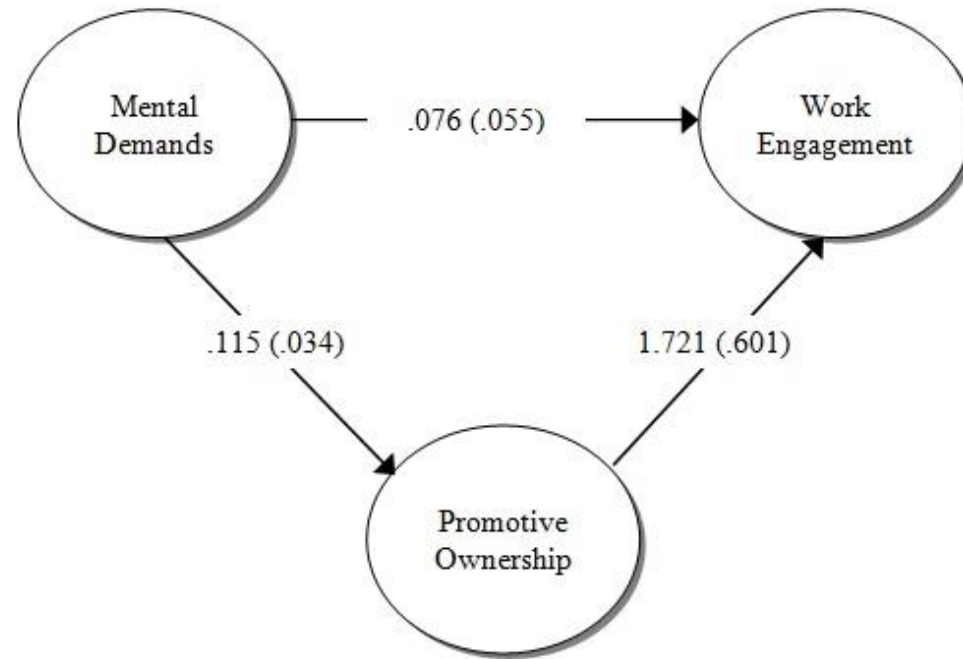 Mental
Demands
.076 (.055)
Work
Engagement
.115 (.034)
1.721 (.601)
Promotive
Ownership